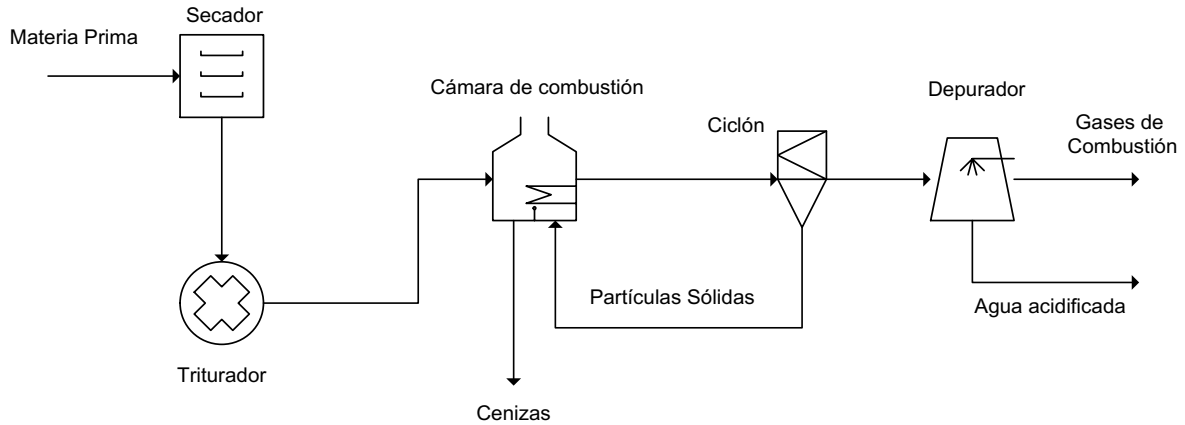 Secador
Materia Prima
Cámara de combustión
Ciclón
Depurador
Gases de
Combustión
Partículas Sólidas
Agua acidificada
Triturador
Cenizas